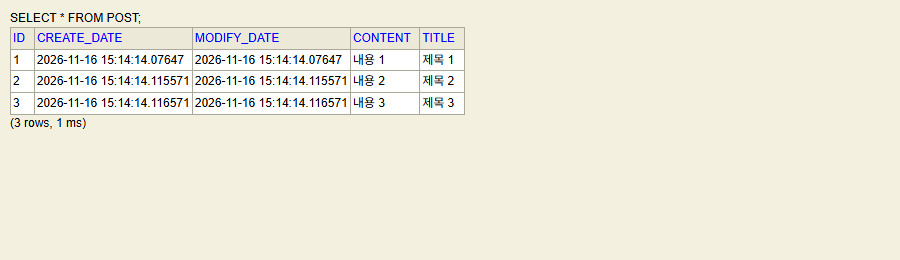 SELECT * FROM POST;
ID CREATE_DATE MODIFY_DATE CONTENT TITLE
1 2026-11-16 15:14:14.07647 2026-11-16 15:14:14.07647 내용 1 제목 1
2 2026-11-16 15:14:14.115571 2026-11-16 15:14:14.115571 내용 2 제목 2
3 2026-11-16 15:14:14.116571 2026-11-16 15:14:14.116571 내용 3 제목 3
(3 rows, 1 ms)